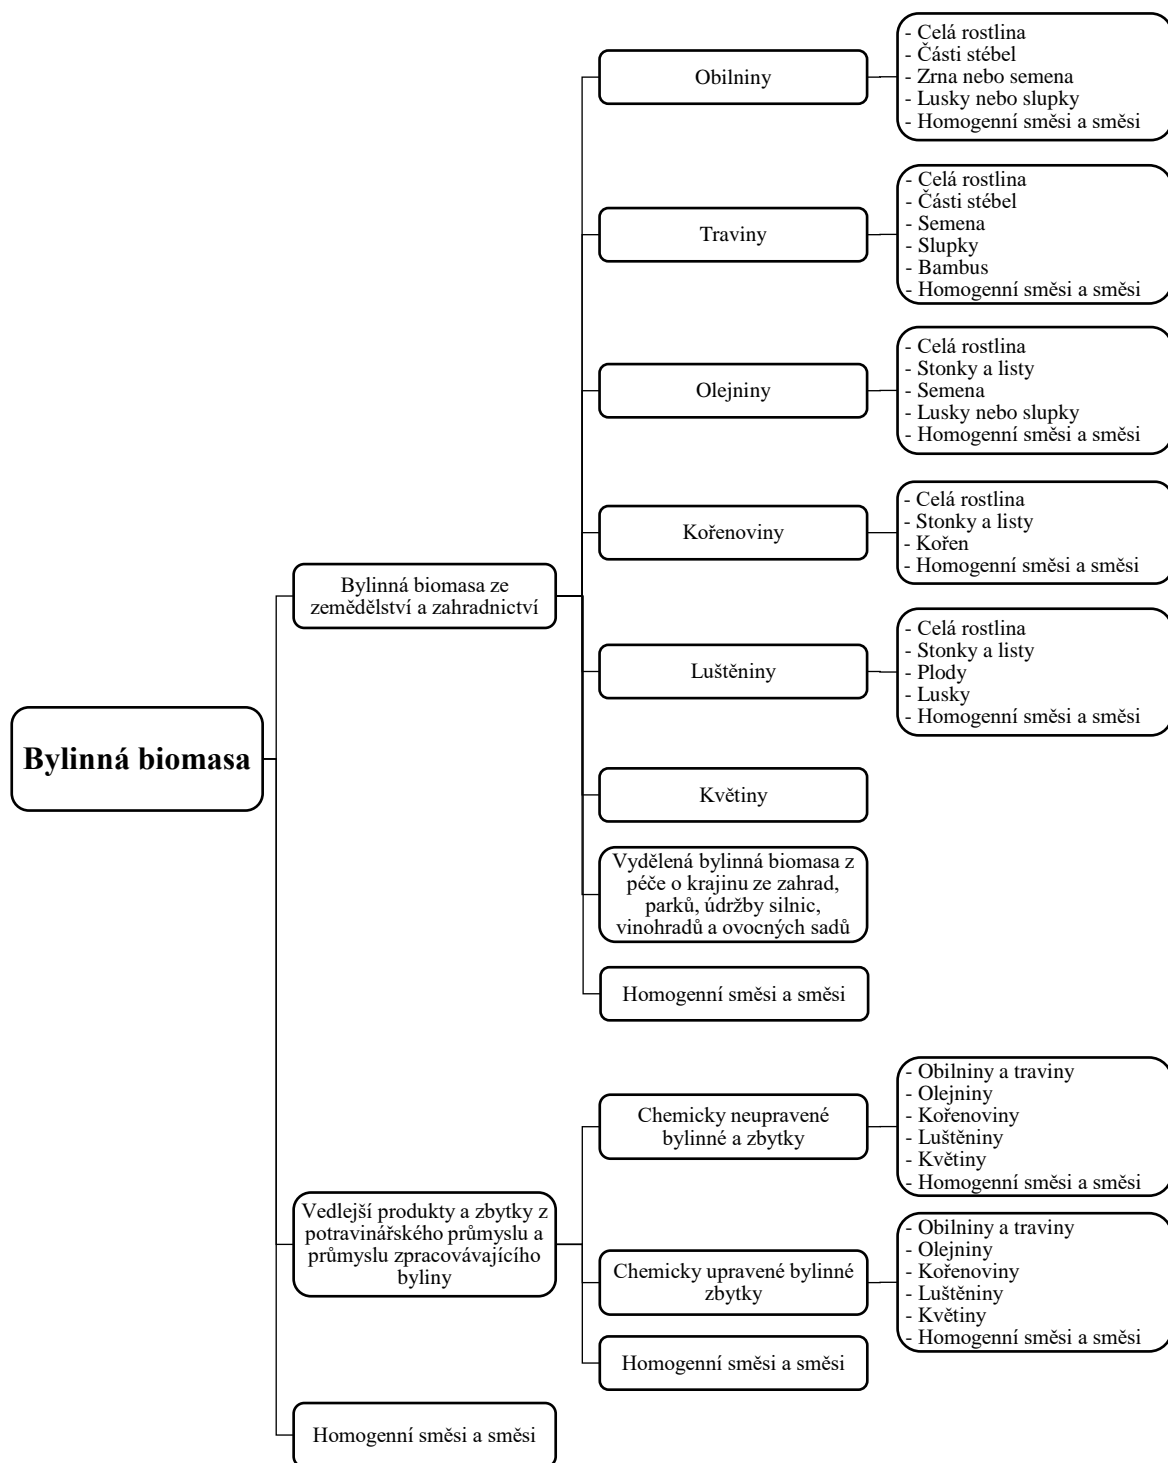 Bylinná biomasa
Bylinná biomasa ze
zemědělství a zahradnictví
Obilniny
- Celá rostlina
- Části stébel
- Zrna nebo semena
- Lusky nebo slupky
- Homogenní směsi a směsi
Traviny
- Celá rostlina
- Části stébel
- Semena
- Slupky
- Bambus
- Homogenní směsi a směsi
Olejniny
- Celá rostlina
- Stonky a listy
- Semena
- Lusky nebo slupky
- Homogenní směsi a směsi
Kořenoviny
- Celá rostlina
- Stonky a listy
- Kořen
- Homogenní směsi a směsi
Luštěniny
- Celá rostlina
- Stonky a listy
- Plody
- Lusky
- Homogenní směsi a směsi
Květiny
Vydělená bylinná biomasa z
péče o krajinu ze zahrad,
parků, údržby silnic,
vinohradů a ovocných sadů
Homogenní směsi a směsi
Vedlejší produkty a zbytky z
potravinářského průmyslu a
průmyslu zpracovávajícího
byliny
Chemicky neupravené
bylinné a zbytky
- Obilniny a traviny
- Olejniny
- Kořenoviny
- Luštěniny
- Květiny
- Homogenní směsi a směsi
Chemicky upravené bylinné
zbytky
- Obilniny a traviny
- Olejniny
- Kořenoviny
- Luštěniny
- Květiny
- Homogenní směsi a směsi
Homogenní směsi a směsi
Homogenní směsi a směsi